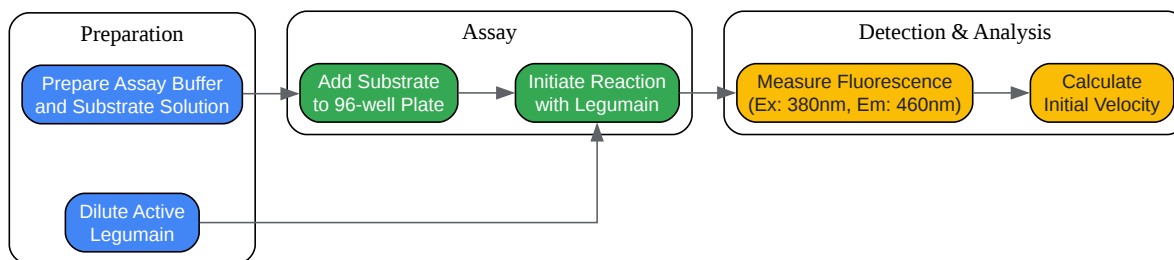 Preparation
Prepare Assay Buffer
and Substrate Solution
Dilute Active
Legumain
Assay
Add Substrate
to 96-well Plate
Initiate Reaction
with Legumain
Detection & Analysis
Measure Fluorescence
(Ex: 380nm, Em: 460nm)
Calculate
Initial Velocity